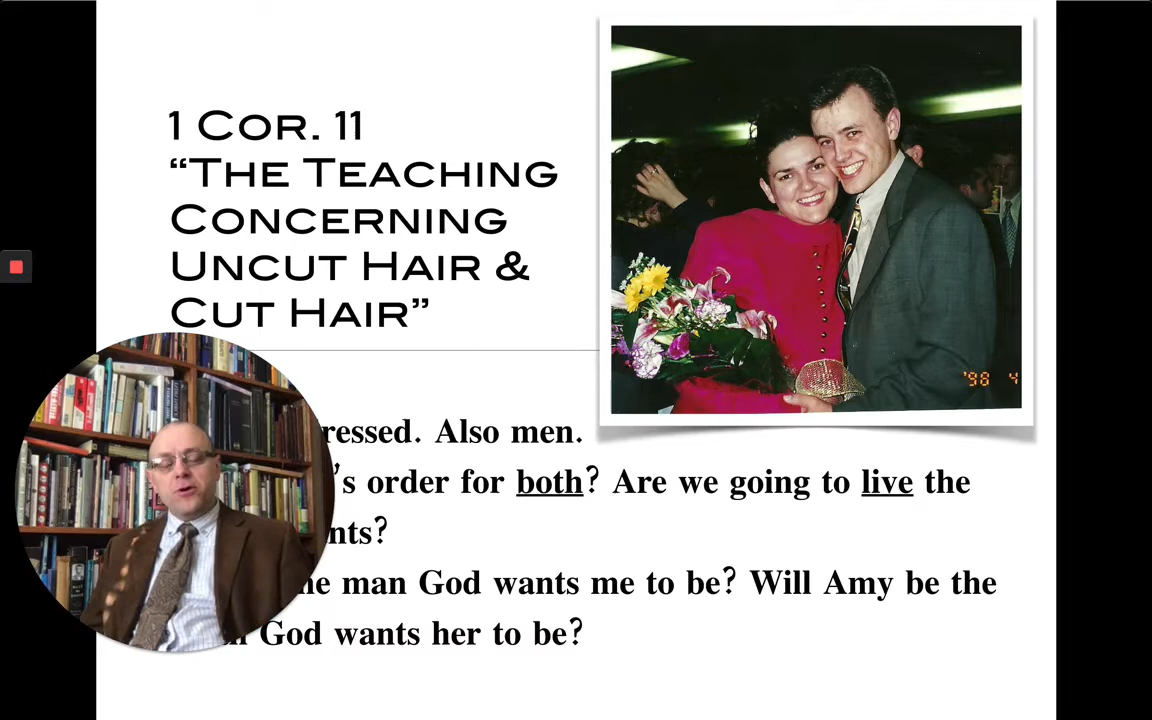 1 Cor. 11
“The Teaching
Concerning
Uncut Hair &
Cut Hair”
'98 4
ressed. Also men.
's order for both? Are we going to live the
nts?
he man God wants me to be? Will Amy be the
God wants her to be?